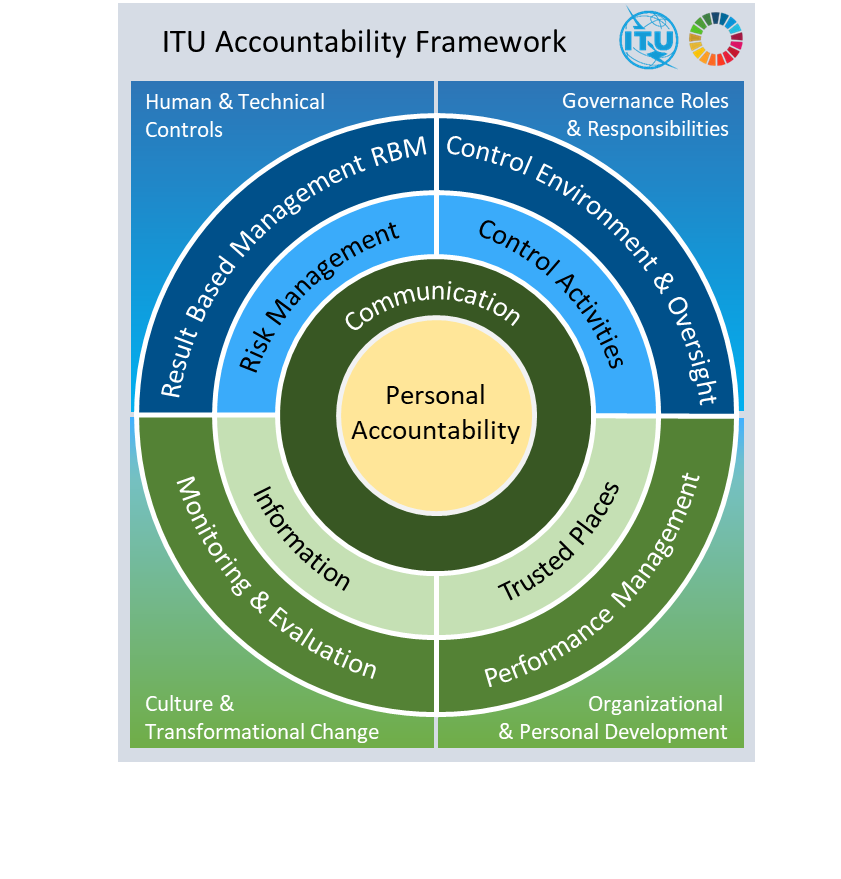 ITU Accountability Framework
ITU
Human & Technical
Controls
Governance Roles
& Responsibilities
Result Based Management RBM
Control Environment & Oversight
Risk Management
Control Activities
Communication
Personal
Accountability
Information
Trusted Places
Monitoring & Evaluation
Performance Management
Culture &
Transformational Change
Organizational
& Personal Development